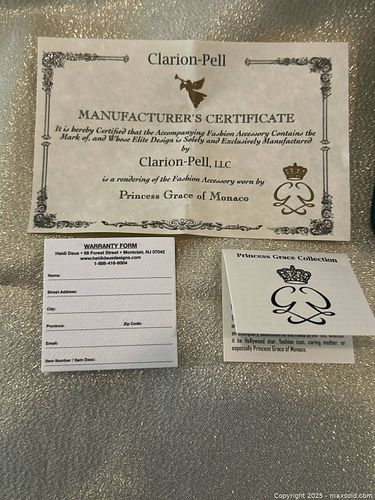 Clarion-Pell
MANUFACTURER'S CERTIFICATE
It is hereby Certified that the Accompanying Fashion Accessory Contains the
Mark of, and Whose Elite Design is Solely and Exclusively Manufactured
by
Clarion-Pell, LLC
is a rendering of the Fashion Accessory worn by
Princess Grace of Monaco
WARRANTY FORM
Heidi Daus • 68 Forest Street • Montclair, NJ 07042
www.heididausdesigns.com
1-888-416-8004
Name:
Street Address:
City:
Province: Zip Code:
Email:
Item Number / Item Desc:
Princess Grace Collection
it be Hollywood star, fashion icon, caring mother, or
especially Princess Grace of Monaco.
Copyright 2025 - maxsold.com